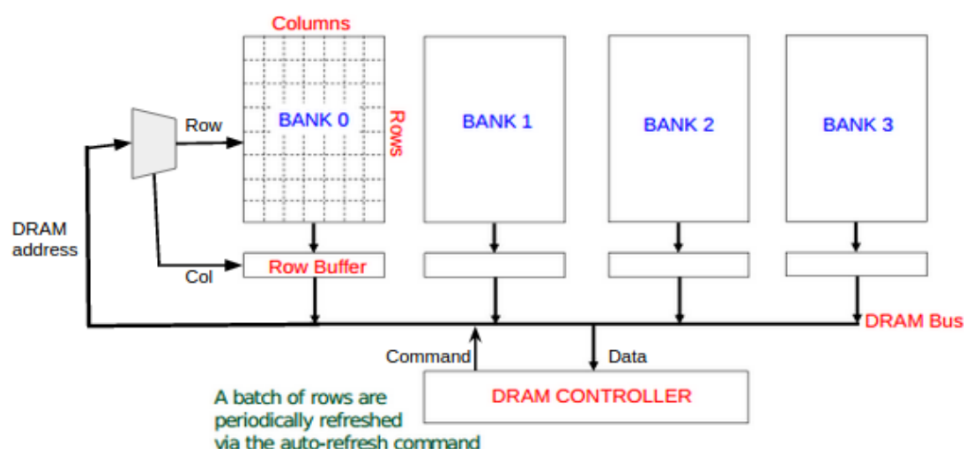 Columns
BANK 0
BANK 1
BANK 2
BANK 3
Rows
Row
DRAM
address
Col
Row Buffer
DRAM Bus
Command
Data
DRAM CONTROLLER
A batch of rows are
periodically refreshed
via the auto-refresh command